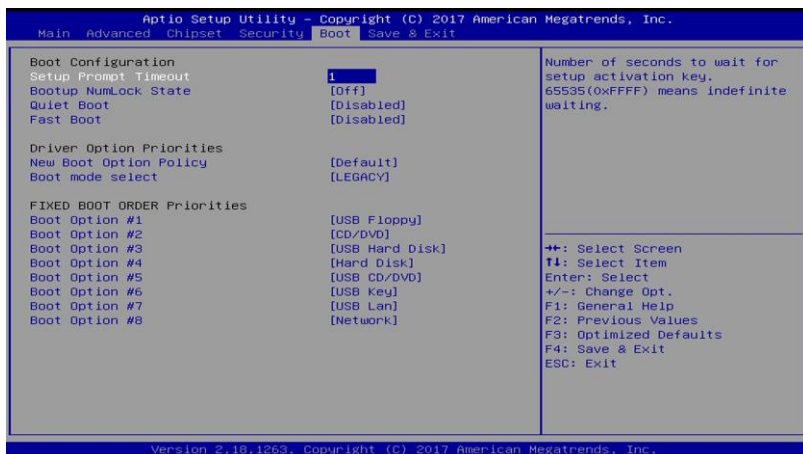 Aptio Setup Utility – Copyright (C) 2017 American Megatrends, Inc.
Main Advanced Chipset Security Boot Save & Exit
Boot Configuration
Setup Prompt Timeout 1
Bootup NumLock State [Off]
Quiet Boot [Disabled]
Fast Boot [Disabled]
Driver Option Priorities
New Boot Option Policy [Default]
Boot mode select [LEGACY]
FIXED BOOT ORDER Priorities
Boot Option #1 [USB Floppy]
Boot Option #2 [CD/DVD]
Boot Option #3 [USB Hard Disk]
Boot Option #4 [Hard Disk]
Boot Option #5 [USB CD/DVD]
Boot Option #6 [USB Key]
Boot Option #7 [USB Lan]
Boot Option #8 [Network]
Number of seconds to wait for
setup activation key.
65535(0xFFFF) means indefinite
waiting.
→←: Select Screen
↑↓: Select Item
Enter: Select
+/-: Change Opt.
F1: General Help
F2: Previous Values
F3: Optimized Defaults
F4: Save & Exit
ESC: Exit
Version 2.18.1263. Copyright (C) 2017 American Megatrends, Inc.